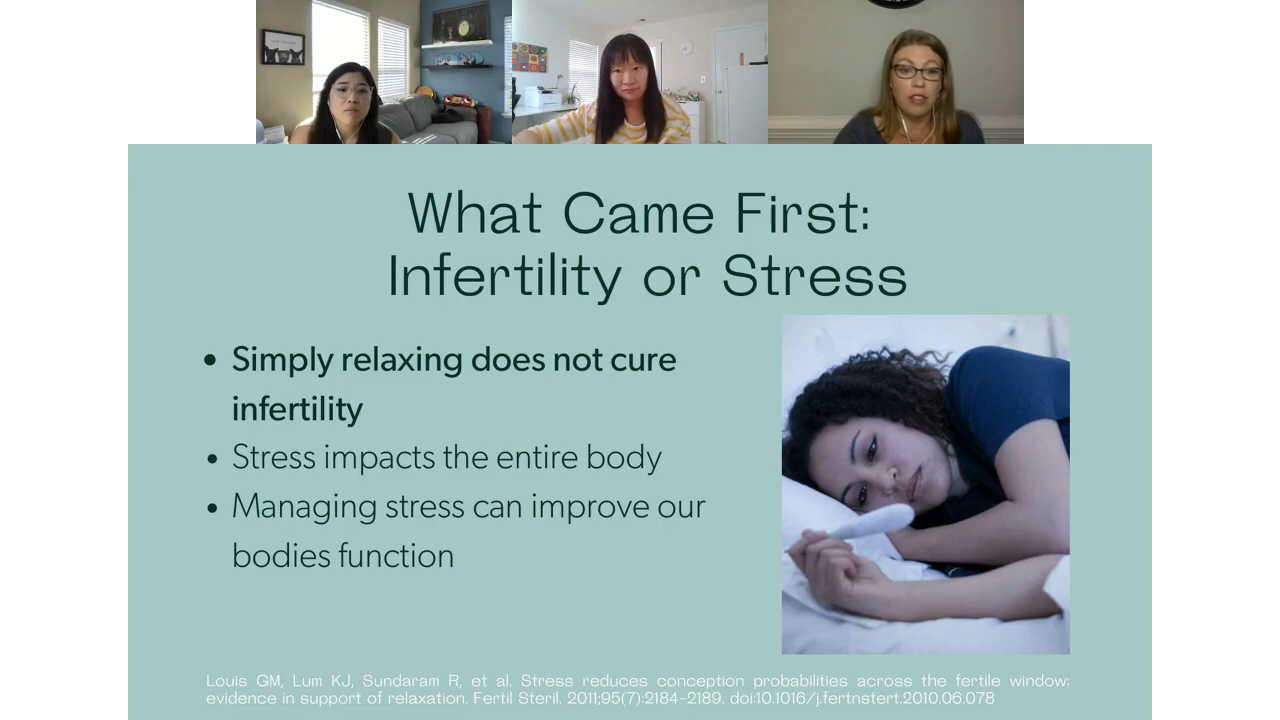 What Came First:
Infertility or Stress
• Simply relaxing does not cure
infertility
• Stress impacts the entire body
• Managing stress can improve our
bodies function
Louis GM, Lum KJ, Sundaram R, et al. Stress reduces conception probabilities across the fertile window:
evidence in support of relaxation. Fertil Steril. 2011;95(7):2184-2189. doi:10.1016/j.fertnstert.2010.06.078